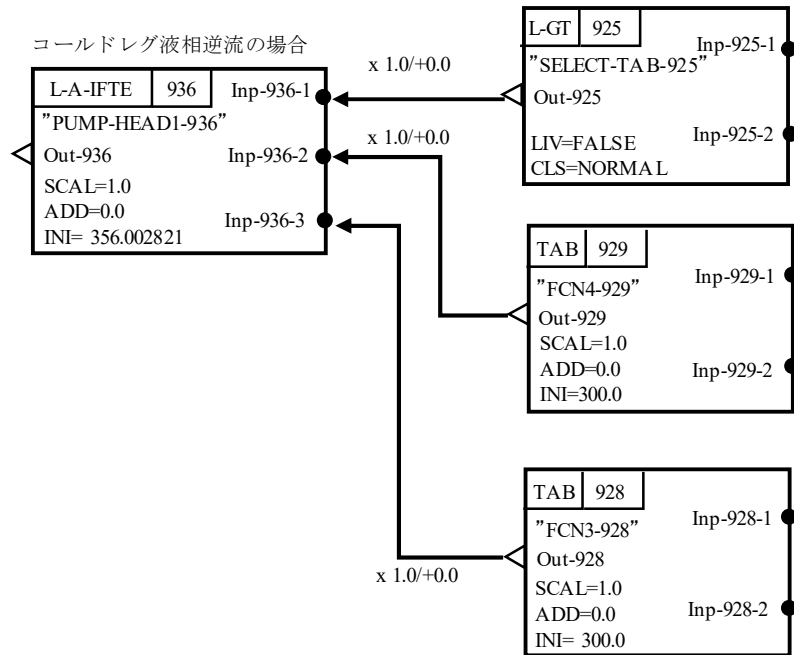 コールドレグ液相逆流の場合
L-A-IFTE 936 Inp-936-1
"PUMP-HEAD1-936”
Out-936 Inp-936-2
SCAL=1.0
ADD=0.0 Inp-936-3
INI= 356.002821
x 1.0/+0.0
x 1.0/+0.0
x 1.0/+0.0
L-GT 925 Inp-925-1
"SELECT-TAB-925”
Out-925
Inp-925-2
LIV=FALSE
CLS=NORMAL
TAB 929
Inp-929-1
"FCN4-929”
Out-929
SCAL=1.0
ADD=0.0 Inp-929-2
INI=300.0
TAB 928
Inp-928-1
"FCN3-928”
Out-928
SCAL=1.0
ADD=0.0 Inp-928-2
INI= 300.0